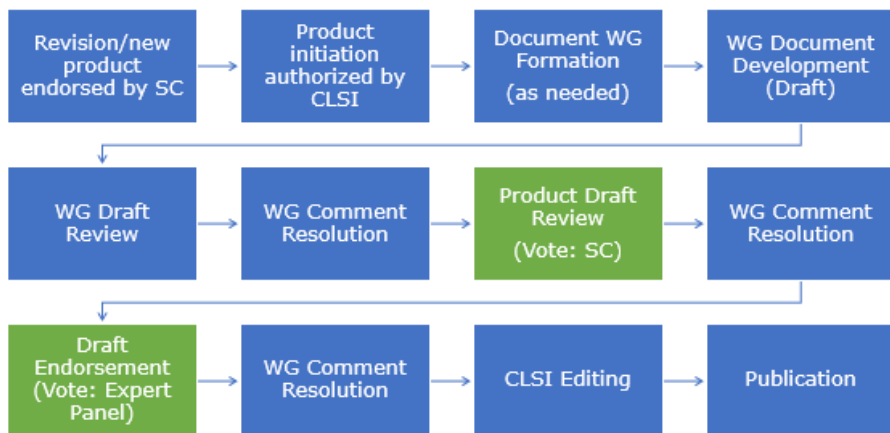 Revision/new
product
endorsed by SC
Product
initiation
authorized by
CLSI
Document WG
Formation
(as needed)
WG Document
Development
(Draft)
WG Draft
Review
WG Comment
Resolution
Product Draft
Review
(Vote: SC)
WG Comment
Resolution
Draft
Endorsement
(Vote: Expert
Panel)
WG Comment
Resolution
CLSI Editing
Publication